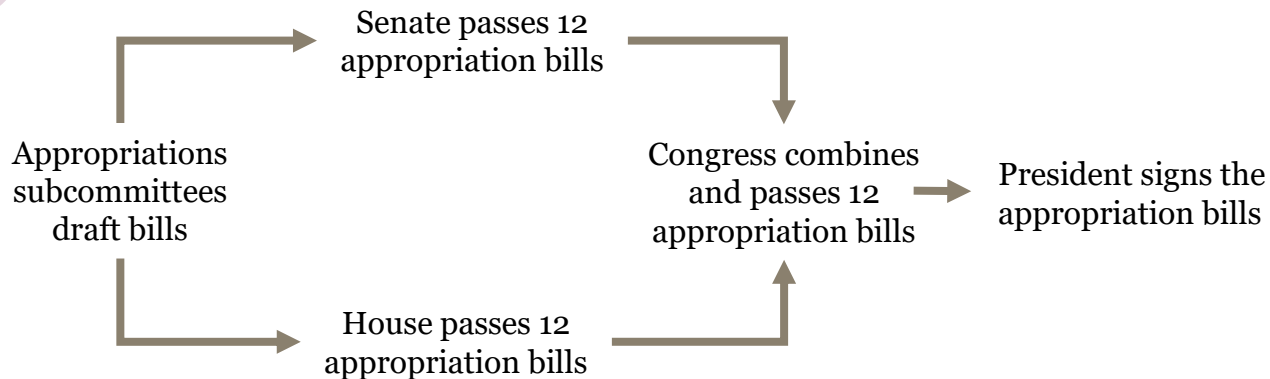 Senate passes 12
appropriation bills
Appropriations
subcommittees
draft bills
Congress combines
and passes 12
appropriation bills
President signs the
appropriation bills
House passes 12
appropriation bills